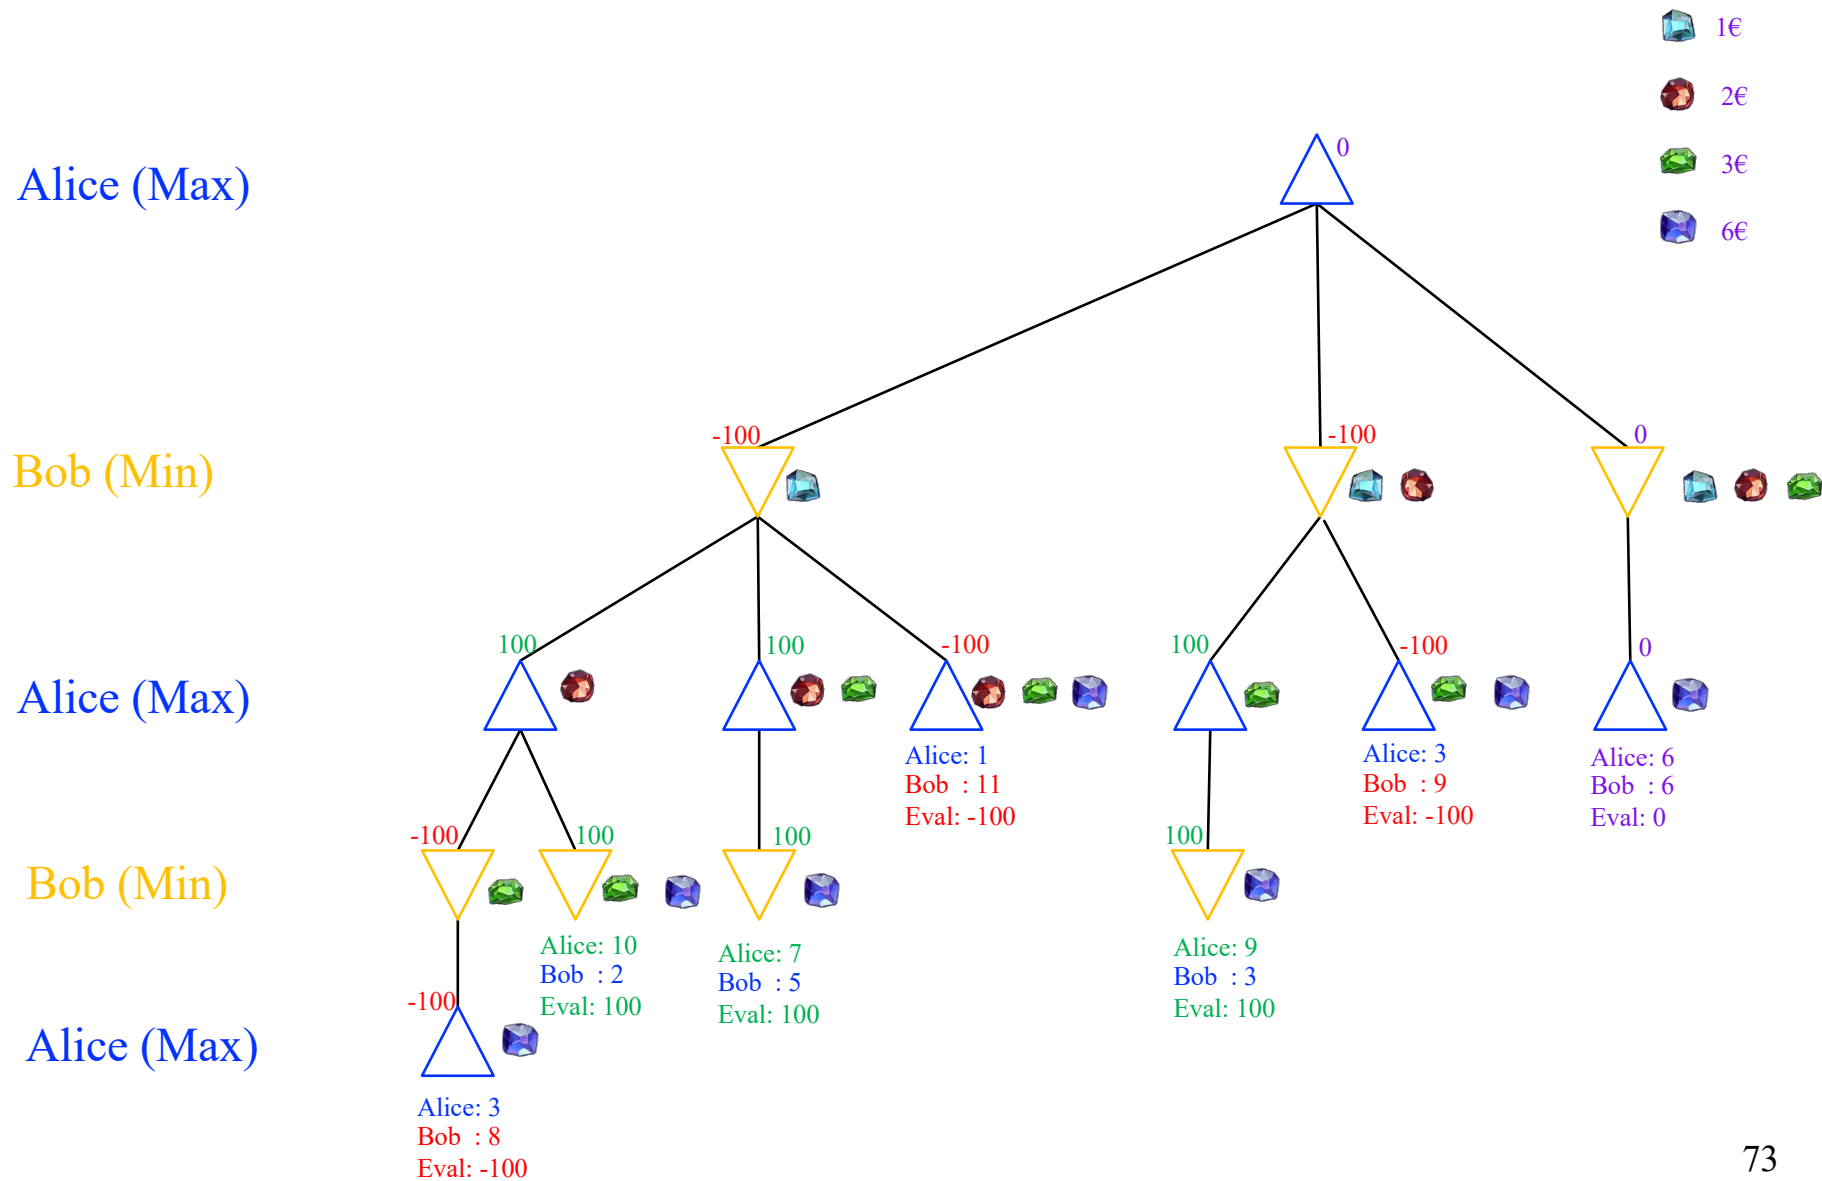 1€
2€
3€
6€
Alice (Max)
0
Bob (Min)
-100
-100
0
Alice (Max)
100
100
-100
100
-100
0
Alice: 1
Bob : 11
Eval: -100
Alice: 3
Bob : 9
Eval: -100
Alice: 6
Bob : 6
Eval: 0
Bob (Min)
-100
100
100
100
Alice: 10
Bob : 2
Eval: 100
Alice: 7
Bob : 5
Eval: 100
Alice: 9
Bob : 3
Eval: 100
Alice (Max)
-100
Alice: 3
Bob : 8
Eval: -100
73